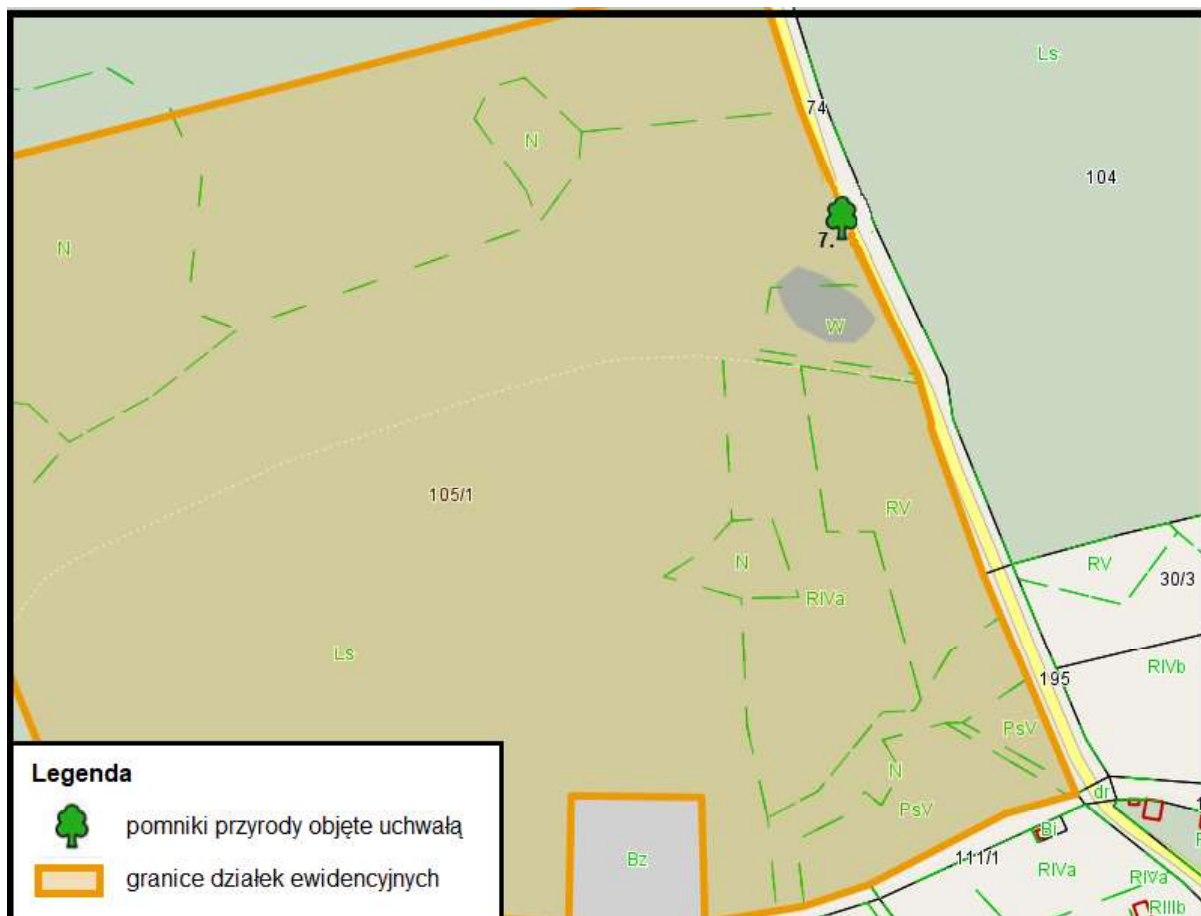 Ls
74
N
104
7.
N
W
105/1
RV
N
RV
30/3
RIVa
Ls
RIVb
195
PsV
N
PsV
dr
Bi
Bz
111/1
RIVa
RIVa
RIIIb
Legenda
pomniki przyrody objęte uchwałą
granice działek ewidencyjnych